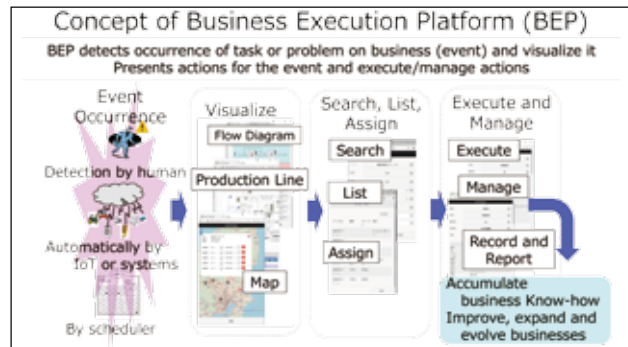 Concept of Business Execution Platform (BEP)
BEP detects occurrence of task or problem on business (event) and visualize it
Presents actions for the event and execute/manage actions
Event
Occurrence
Detection by human
Automatically by
IoT or systems
By scheduler
Visualize
Flow Diagram
Production Line
Map
Search, List,
Assign
Search
List
Assign
Execute and
Manage
Execute
Manage
Record and
Report
Accumulate
business Know-how
Improve, expand and
evolve businesses